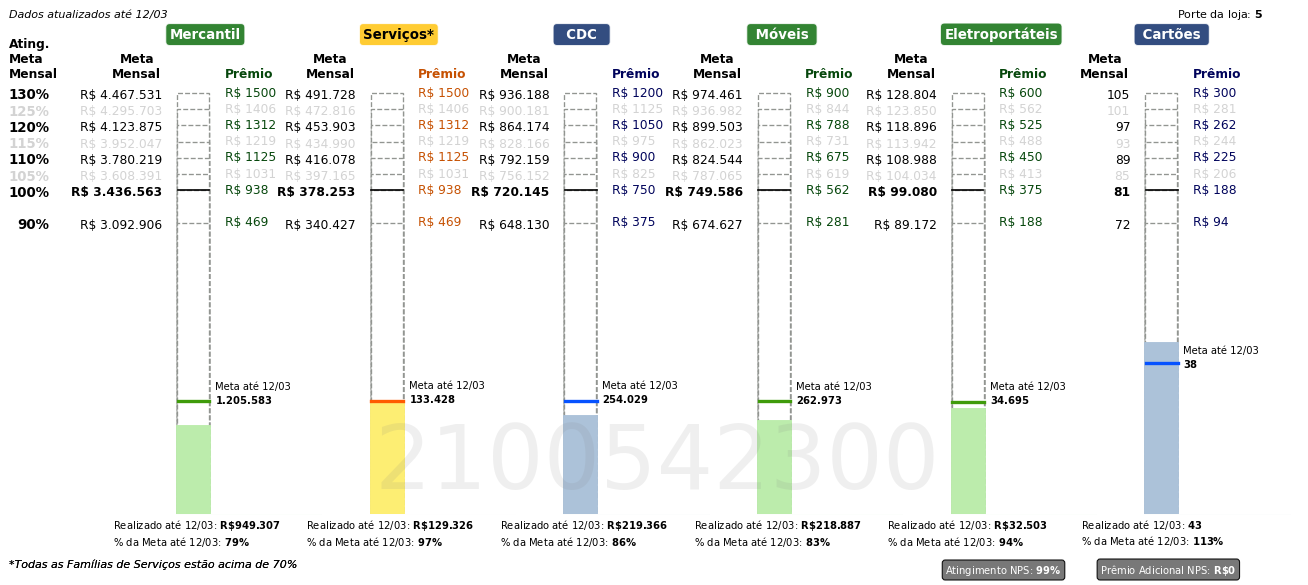 Dados atualizados até 12/03
Porte da loja: 5
Mercantil Serviços* CDC Móveis Eletroportáteis Cartões
Ating.
Meta Meta Meta Meta Meta Meta Meta
Mensal Mensal Prêmio Mensal Prêmio Mensal Prêmio Mensal Prêmio Mensal Prêmio Mensal Prêmio
130% R$ 4.467.531 R$ 1500 R$ 491.728 R$ 1500 R$ 936.188 R$ 1200 R$ 974.461 R$ 900 R$ 128.804 R$ 600 105 R$ 300
125% R$ 4.295.703 R$ 1406 R$ 472.816 R$ 1406 R$ 900.181 R$ 1125 R$ 936.982 R$ 844 R$ 123.850 R$ 562 101 R$ 281
120% R$ 4.123.875 R$ 1312 R$ 453.903 R$ 1312 R$ 864.174 R$ 1050 R$ 899.503 R$ 788 R$ 118.896 R$ 525 97 R$ 262
115% R$ 3.952.047 R$ 1219 R$ 434.990 R$ 1219 R$ 828.166 R$ 975 R$ 862.023 R$ 731 R$ 113.942 R$ 488 93 R$ 244
110% R$ 3.780.219 R$ 1125 R$ 416.078 R$ 1125 R$ 792.159 R$ 900 R$ 824.544 R$ 675 R$ 108.988 R$ 450 89 R$ 225
105% R$ 3.608.391 R$ 1031 R$ 397.165 R$ 1031 R$ 756.152 R$ 825 R$ 787.065 R$ 619 R$ 104.034 R$ 413 85 R$ 206
100% R$ 3.436.563 R$ 938 R$ 378.253 R$ 938 R$ 720.145 R$ 750 R$ 749.586 R$ 562 R$ 99.080 R$ 375 81 R$ 188
90% R$ 3.092.906 R$ 469 R$ 340.427 R$ 469 R$ 648.130 R$ 375 R$ 674.627 R$ 281 R$ 89.172 R$ 188 72 R$ 94
Meta até 12/03
38
Meta até 12/03 Meta até 12/03 Meta até 12/03 Meta até 12/03 Meta até 12/03
1.205.583 133.428 254.029 262.973 34.695
2100542300
Realizado até 12/03: R$949.307 Realizado até 12/03: R$129.326 Realizado até 12/03: R$219.366 Realizado até 12/03: R$218.887 Realizado até 12/03: R$32.503 Realizado até 12/03: 43
% da Meta até 12/03: 79% % da Meta até 12/03: 97% % da Meta até 12/03: 86% % da Meta até 12/03: 83% % da Meta até 12/03: 94% % da Meta até 12/03: 113%
*Todas as Famílias de Serviços estão acima de 70%
Atingimento NPS: 99% Prêmio Adicional NPS: R$0